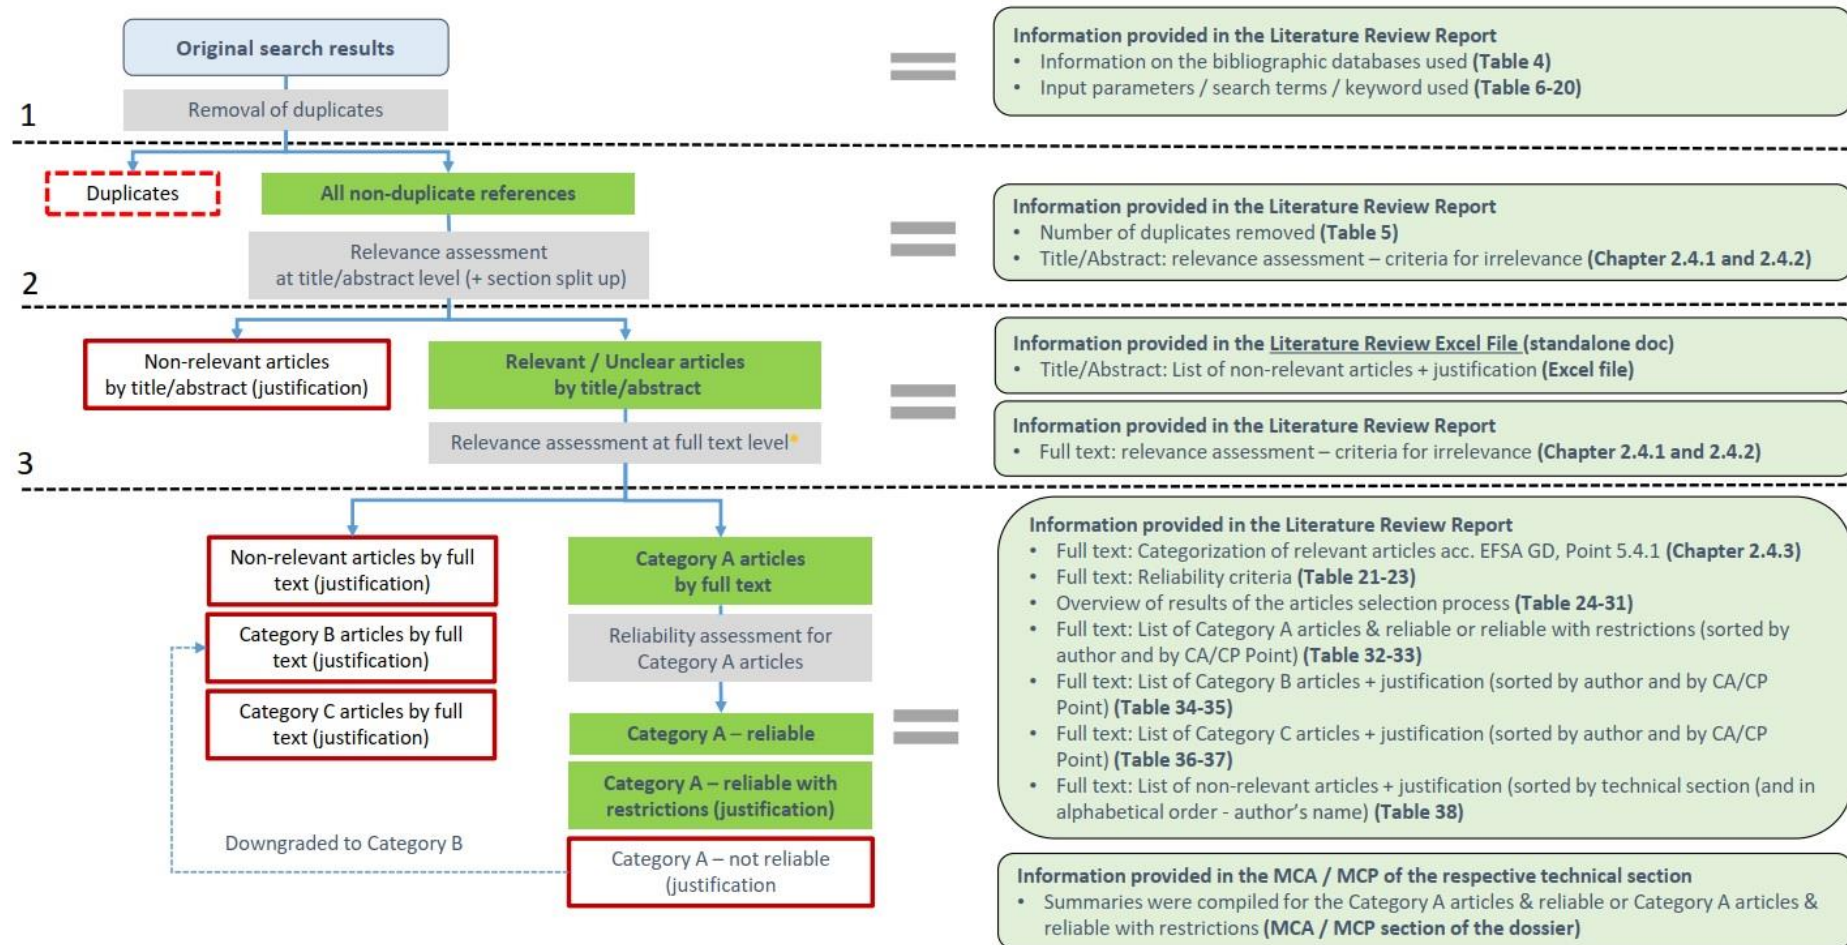 Original search results
Removal of duplicates
1
Information provided in the Literature Review Report
• Information on the bibliographic databases used (Table 4)
• Input parameters / search terms / keyword used (Table 6-20)
Duplicates
All non-duplicate references
Relevance assessment
at title/abstract level (+ section split up)
2
Information provided in the Literature Review Report
• Number of duplicates removed (Table 5)
• Title/Abstract: relevance assessment – criteria for irrelevance (Chapter 2.4.1 and 2.4.2)
Non-relevant articles
by title/abstract (justification)
Relevant / Unclear articles
by title/abstract
Relevance assessment at full text level*
3
Information provided in the Literature Review Excel File (standalone doc)
• Title/Abstract: List of non-relevant articles + justification (Excel file)
Information provided in the Literature Review Report
• Full text: relevance assessment – criteria for irrelevance (Chapter 2.4.1 and 2.4.2)
Non-relevant articles by full
text (justification)
Category B articles by full
text (justification)
Category C articles by full
text (justification)
Category A articles
by full text
Reliability assessment for
Category A articles
Category A – reliable
Category A – reliable with
restrictions (justification)
Category A – not reliable
(justification
Downgraded to Category B
Information provided in the Literature Review Report
• Full text: Categorization of relevant articles acc. EFSA GD, Point 5.4.1 (Chapter 2.4.3)
• Full text: Reliability criteria (Table 21-23)
• Overview of results of the articles selection process (Table 24-31)
• Full text: List of Category A articles & reliable or reliable with restrictions (sorted by
author and by CA/CP Point) (Table 32-33)
• Full text: List of Category B articles + justification (sorted by author and by CA/CP
Point) (Table 34-35)
• Full text: List of Category C articles + justification (sorted by author and by CA/CP
Point) (Table 36-37)
• Full text: List of non-relevant articles + justification (sorted by technical section (and in
alphabetical order - author's name) (Table 38)
Information provided in the MCA / MCP of the respective technical section
• Summaries were compiled for the Category A articles & reliable or Category A articles &
reliable with restrictions (MCA / MCP section of the dossier)